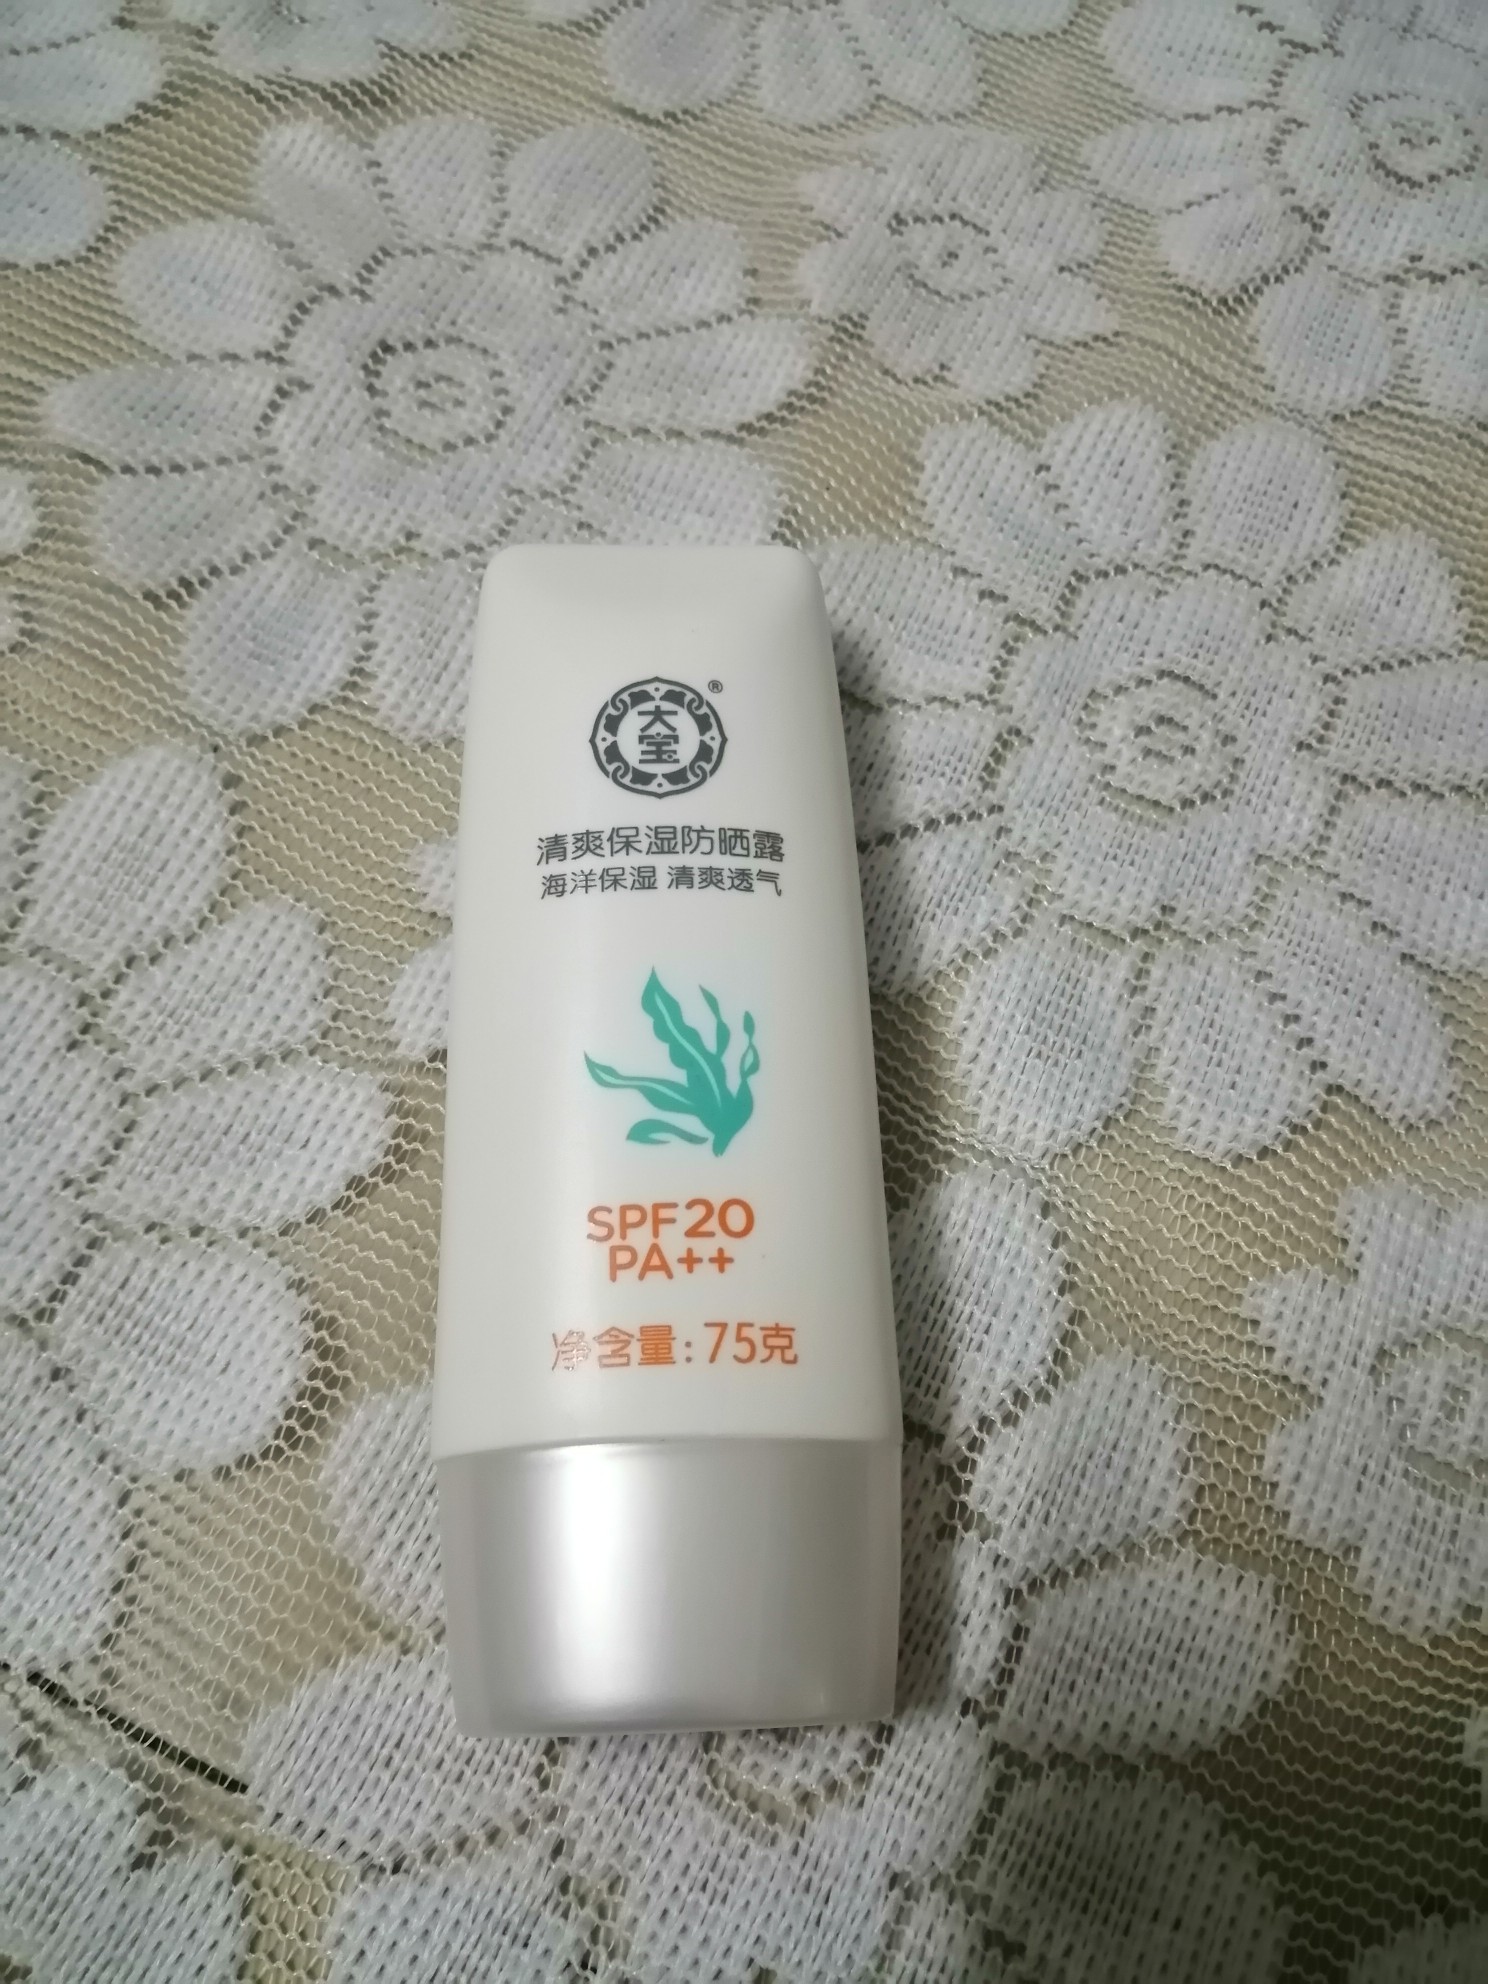 大宝®
清爽保湿防晒露
海洋保湿 清爽透气
SPF20
PA++
净含量:75克